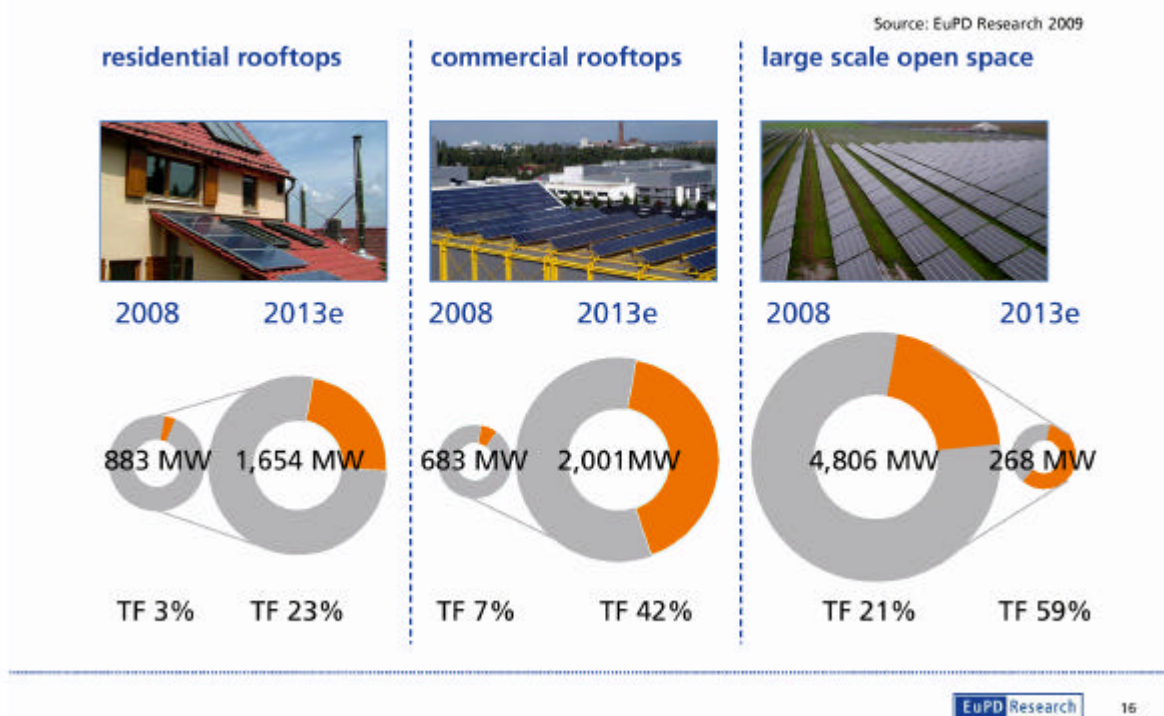 Source: EuPD Research 2009
residential rooftops
commercial rooftops
large scale open space
2008 2013e
2008 2013e
2008 2013e
883 MW 1,654 MW
683 MW 2,001MW
4,806 MW 268 MW
TF 3% TF 23%
TF 7% TF 42%
TF 21% TF 59%
EuPD Research 16